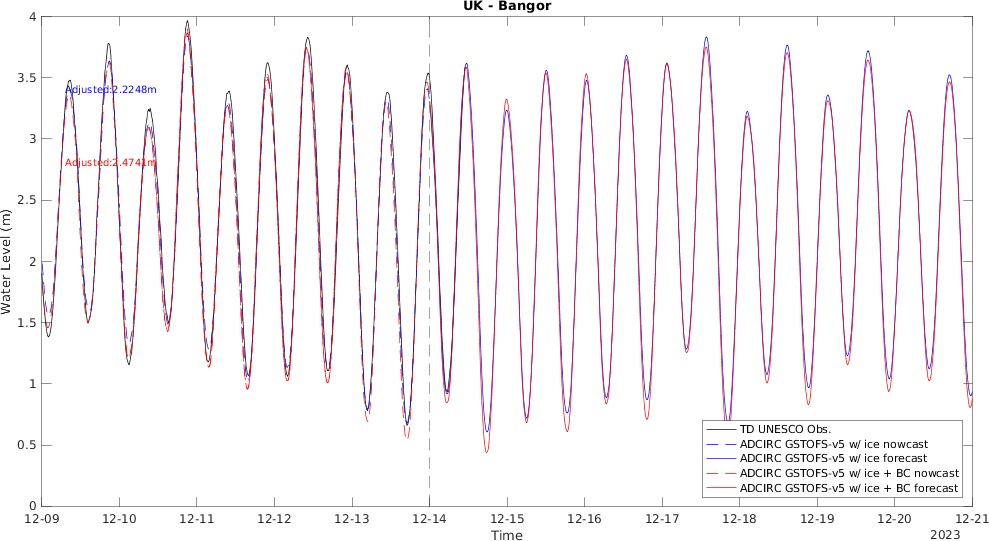 UK - Bangor
4
3.5
3
2.5
2
1.5
1
0.5
0
Water Level (m)
Adjusted:2.2248m
Adjusted:2.4741m
TD UNESCO Obs.
ADCIRC GSTOFS-v5 w/ ice nowcast
ADCIRC GSTOFS-v5 w/ ice forecast
ADCIRC GSTOFS-v5 w/ ice + BC nowcast
ADCIRC GSTOFS-v5 w/ ice + BC forecast
12-09 12-10 12-11 12-12 12-13 12-14 12-15 12-16 12-17 12-18 12-19 12-20 12-21
Time
2023